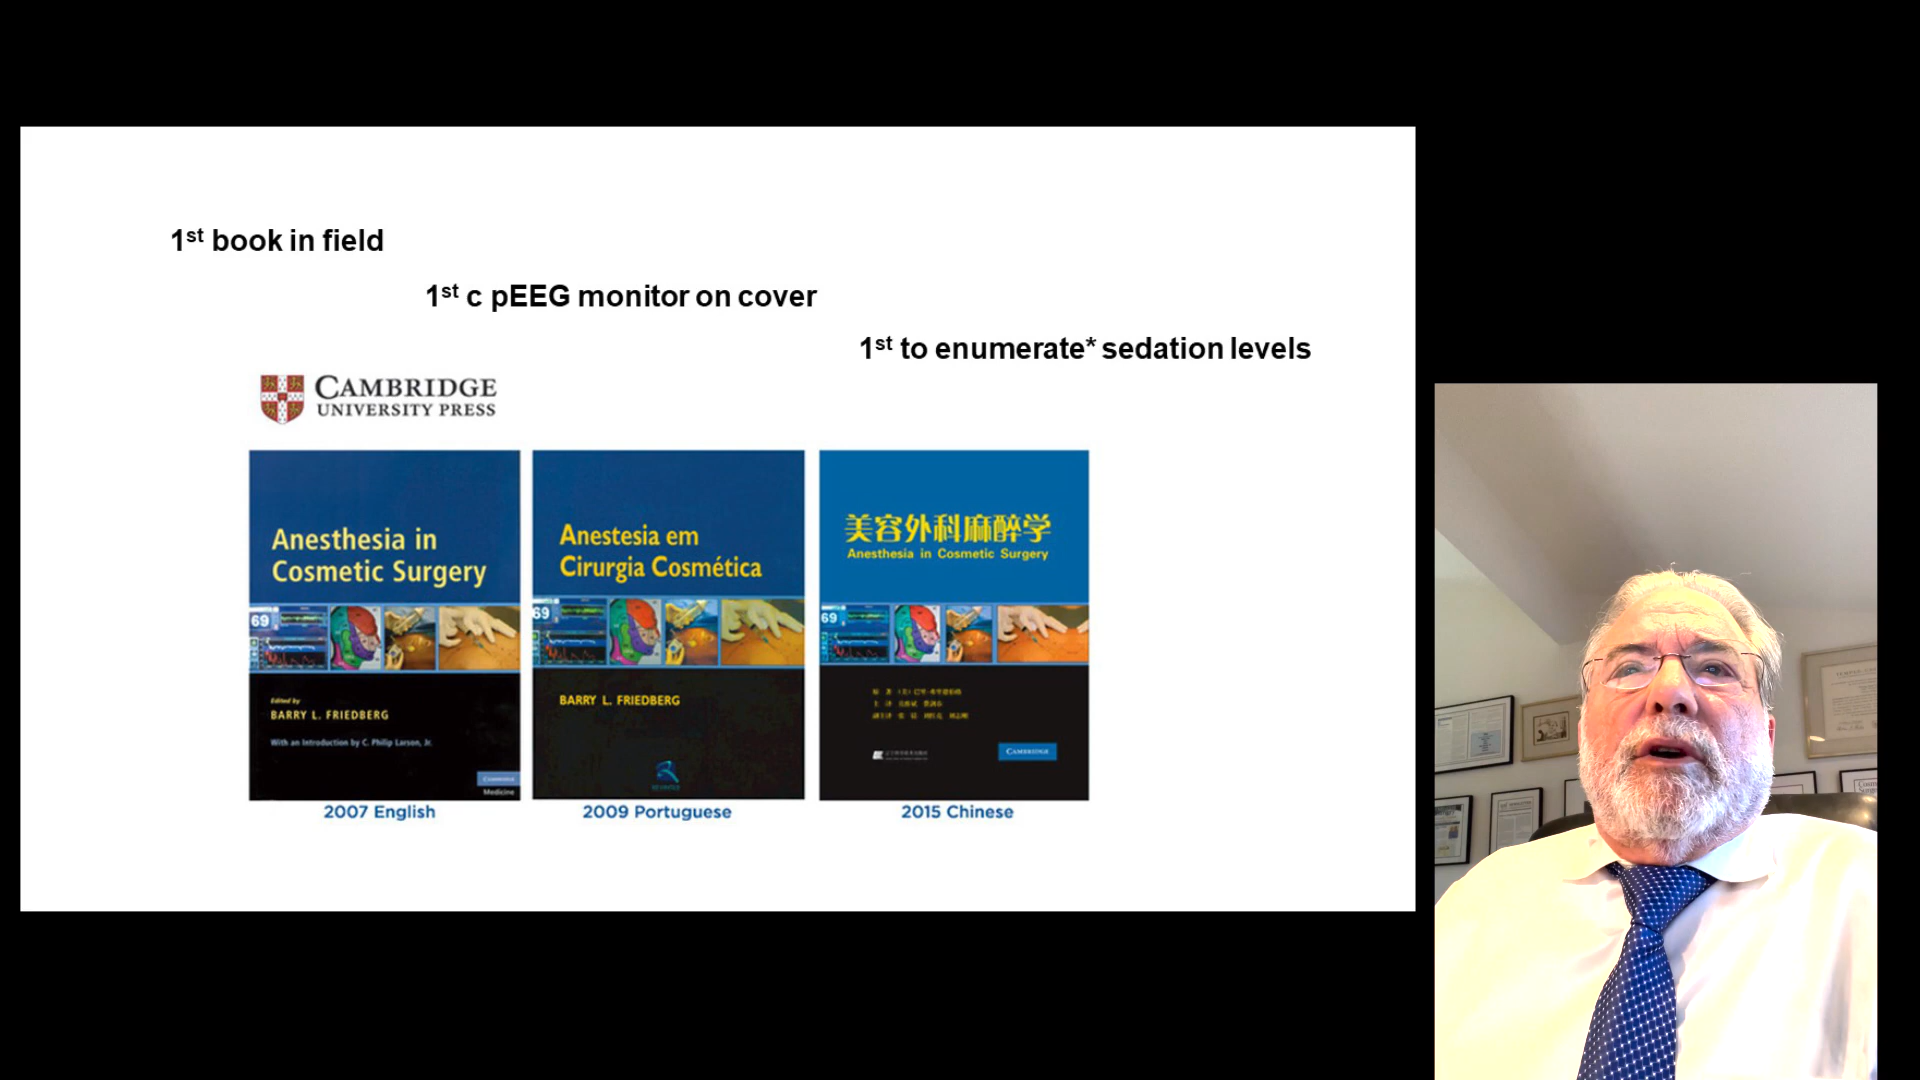 1st book in field
1st c pEEG monitor on cover
1st to enumerate* sedation levels
CAMBRIDGE
UNIVERSITY PRESS
Anesthesia in
Cosmetic Surgery
69
Edited by
BARRY L. FRIEDBERG
With an Introduction by C. Philip Larson, Jr.
CAMBRIDGE
Medicine
2007 English
Anestesia em
Cirurgia Cosmética
69
BARRY L. FRIEDBERG
2009 Portuguese
美容外科麻醉学
Anesthesia in Cosmetic Surgery
69
CAMBRIDGE
2015 Chinese